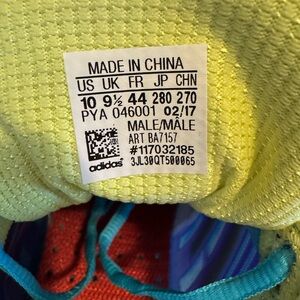 MADE IN CHINA
US UK FR JP CHN
10 9½ 44 280 270
PYA 046001 02/17
MALE/MÂLE
ART BA7157
#117032185
adidas 3JL30QT500065